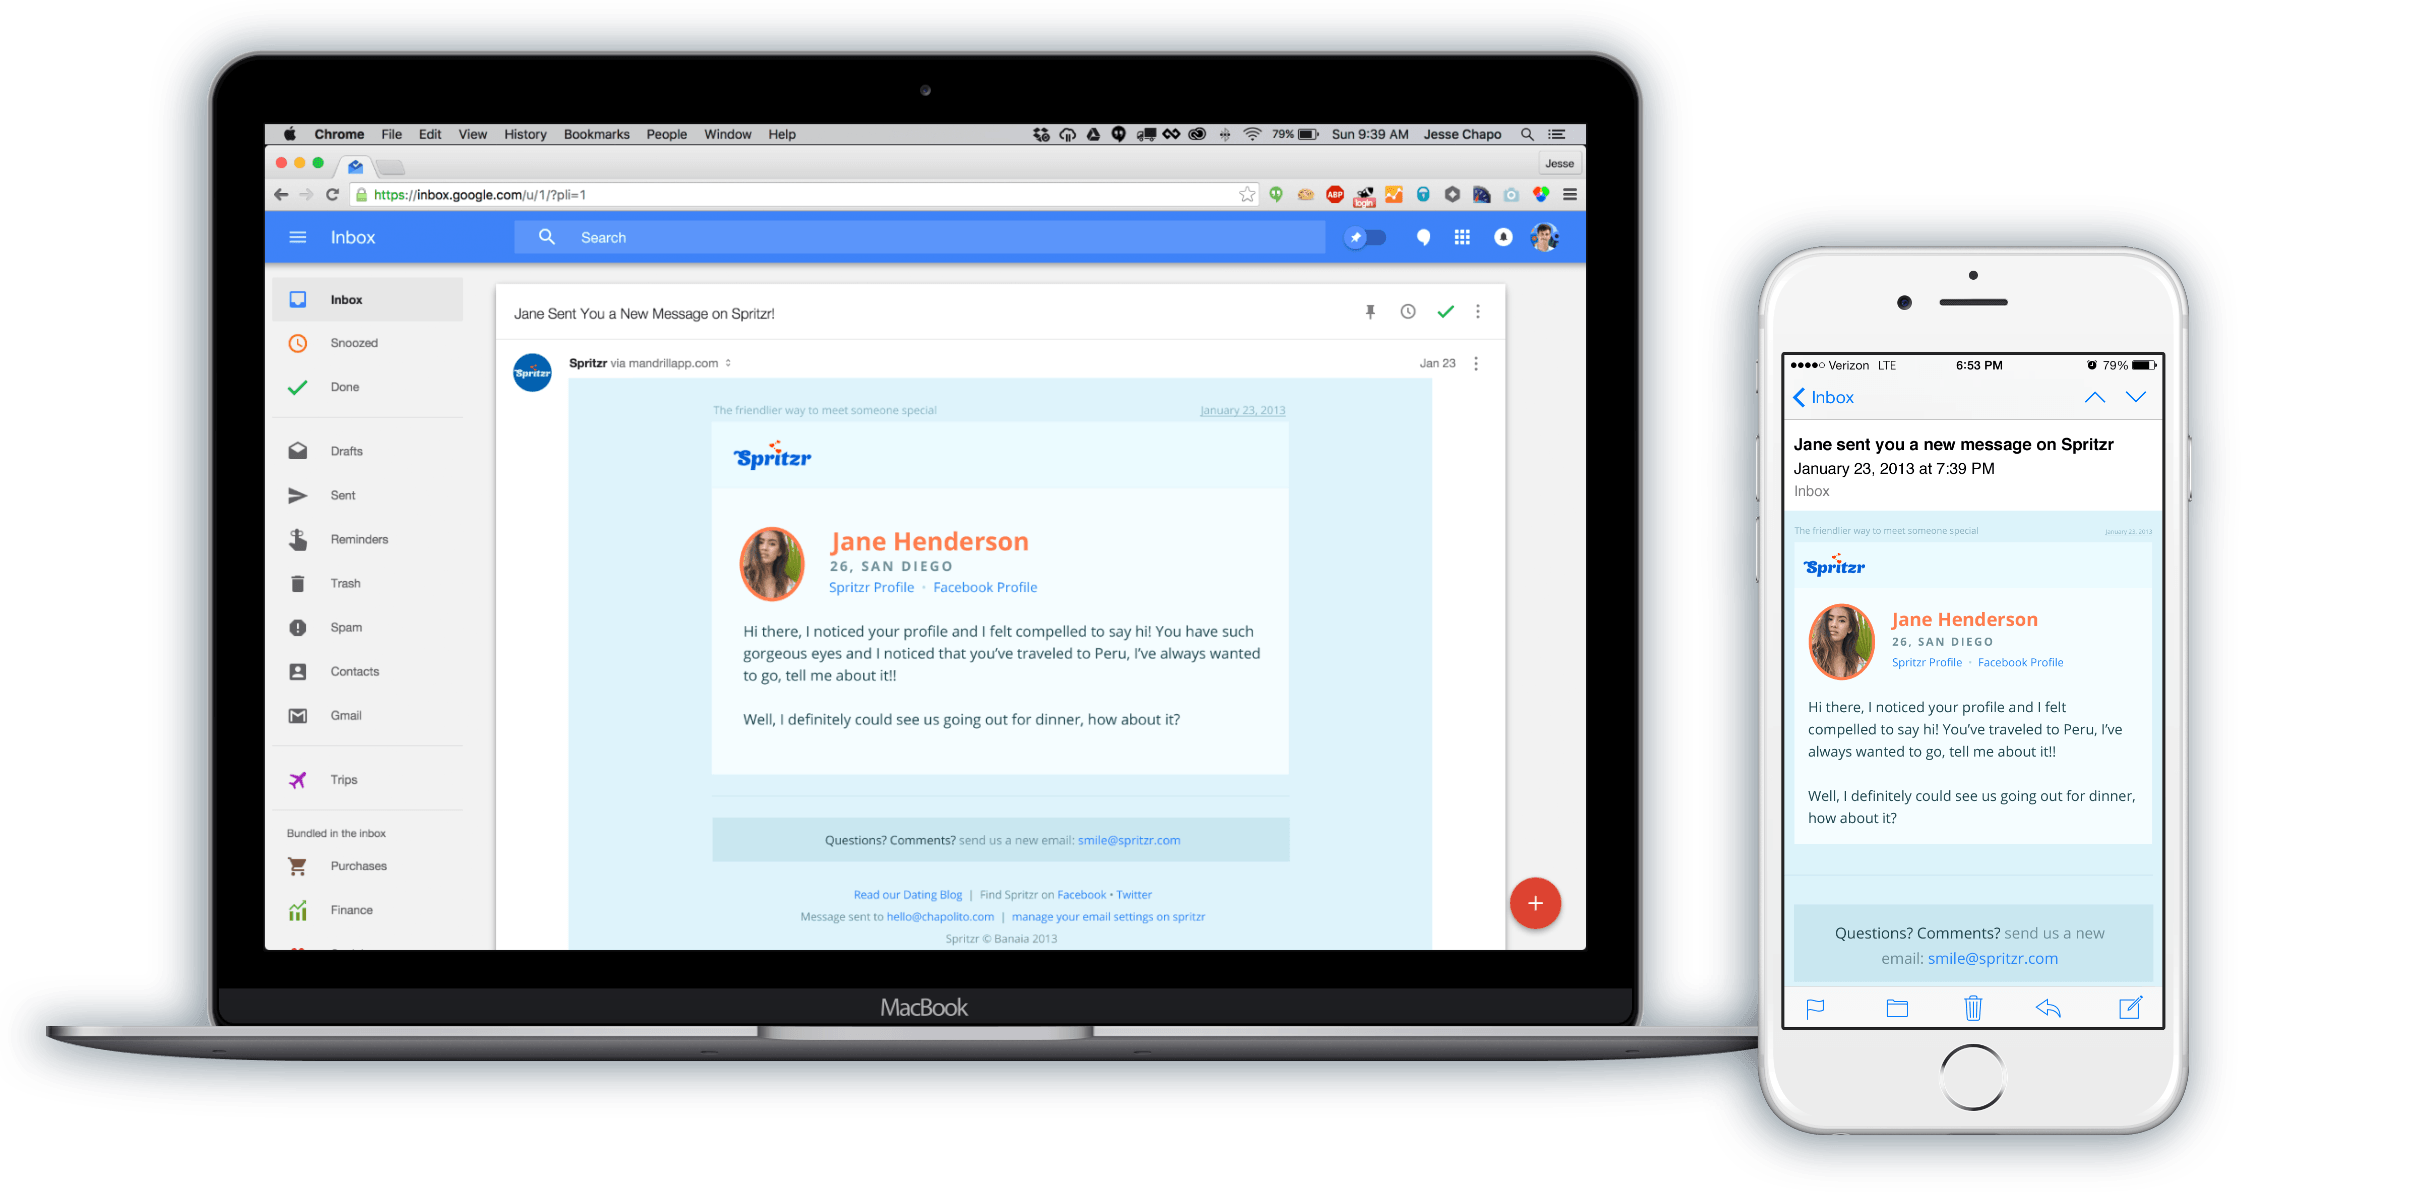 Chrome File Edit View History Bookmarks People Window Help 79% Sun 9:39 AM Jesse Chapo
Jesse
https://inbox.google.com/u/1/?pli=1 ABP login
Inbox Search
Inbox
Snoozed
Done
Drafts
Sent
Reminders
Trash
Spam
Contacts
Gmail
Trips
Bundled in the inbox
Purchases
Finance
Jane Sent You a New Message on Spritzr!
Spritzr
Spritzr via mandrillapp.com Jan 23
The friendlier way to meet someone special January 23, 2013
Spritzr
Jane Henderson
26, SAN DIEGO
Spritzr Profile · Facebook Profile
Hi there, I noticed your profile and I felt compelled to say hi! You have such
gorgeous eyes and I noticed that you’ve traveled to Peru, I’ve always wanted
to go, tell me about it!!
Well, I definitely could see us going out for dinner, how about it?
Questions? Comments? send us a new email: smile@spritzr.com
Read our Dating Blog | Find Spritzr on Facebook • Twitter
Message sent to hello@chapolito.com | manage your email settings on spritzr
Spritzr © Banaia 2013
MacBook
Verizon LTE 6:53 PM 79%
Inbox
Jane sent you a new message on Spritzr
January 23, 2013 at 7:39 PM
Inbox
The friendlier way to meet someone special January 23, 2013
Spritzr
Jane Henderson
26, SAN DIEGO
Spritzr Profile · Facebook Profile
Hi there, I noticed your profile and I felt
compelled to say hi! You’ve traveled to Peru, I’ve
always wanted to go, tell me about it!!
Well, I definitely could see us going out for dinner,
how about it?
Questions? Comments? send us a new
email: smile@spritzr.com